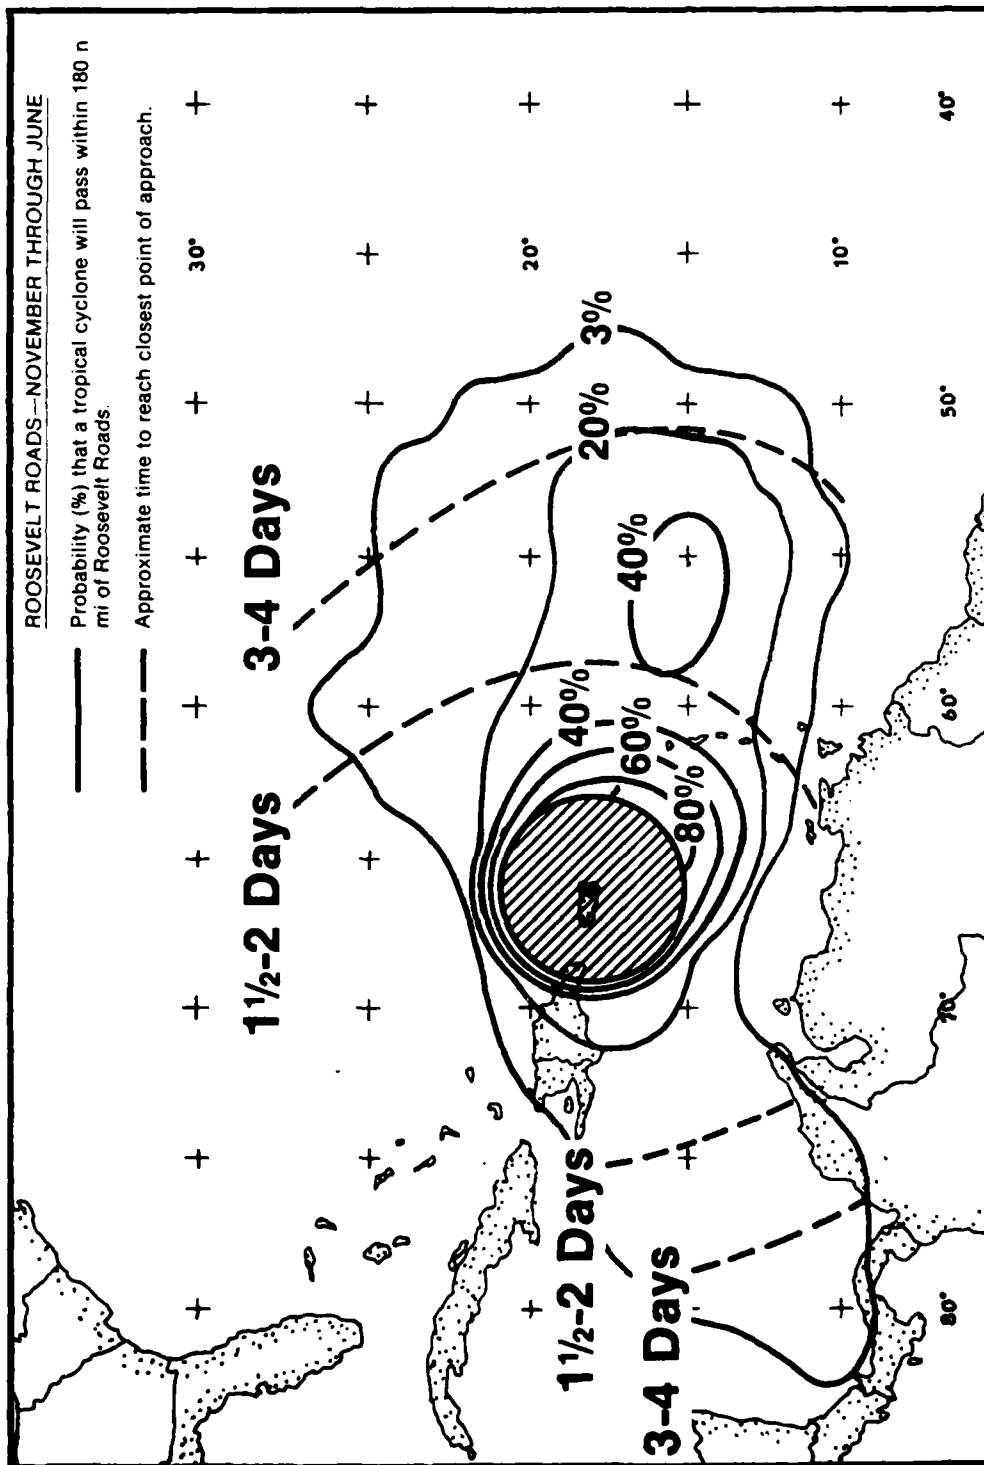 ROOSEVELT ROADS—NOVEMBER THROUGH JUNE
Probability (%) that a tropical cyclone will pass within 180 n
mi of Roosevelt Roads.
Approximate time to reach closest point of approach.
3-4 Days
1½-2 Days
30°
20°
10°
3%
20%
40%
40%
60%
80%
1½-2 Days
3-4 Days
80°
70°
60°
50°
40°